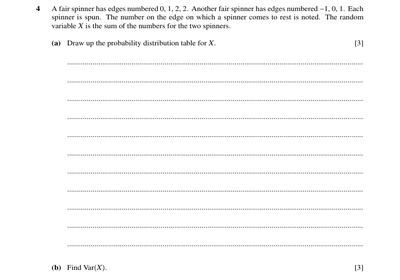 4 A fair spinner has edges numbered 0, 1, 2, 2. Another fair spinner has edges numbered −1, 0, 1. Each
spinner is spun. The number on the edge on which a spinner comes to rest is noted. The random
variable X is the sum of the numbers for the two spinners.
(a) Draw up the probability distribution table for X. [3]
(b) Find Var(X). [3]